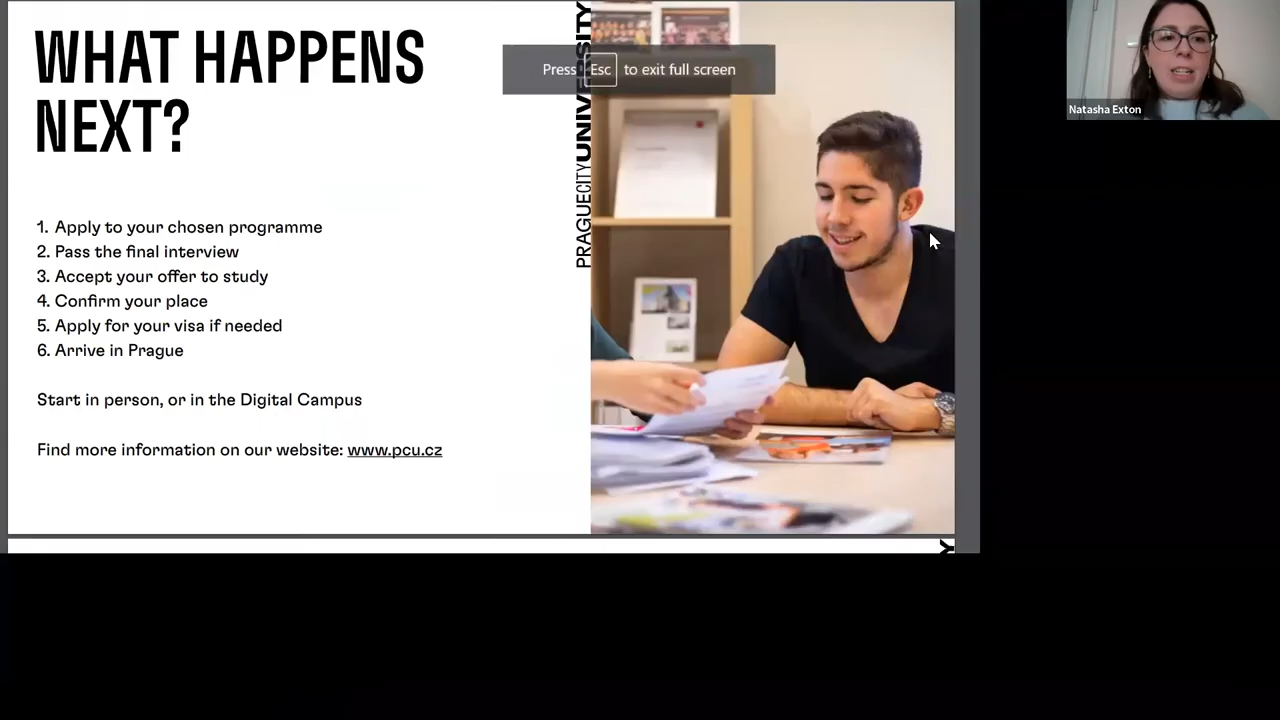 WHAT HAPPENS
NEXT?
1. Apply to your chosen programme
2. Pass the final interview
3. Accept your offer to study
4. Confirm your place
5. Apply for your visa if needed
6. Arrive in Prague
Start in person, or in the Digital Campus
Find more information on our website: www.pcu.cz
PRAGUECITYUNIVERSITY
Press Esc to exit full screen
Natasha Exton